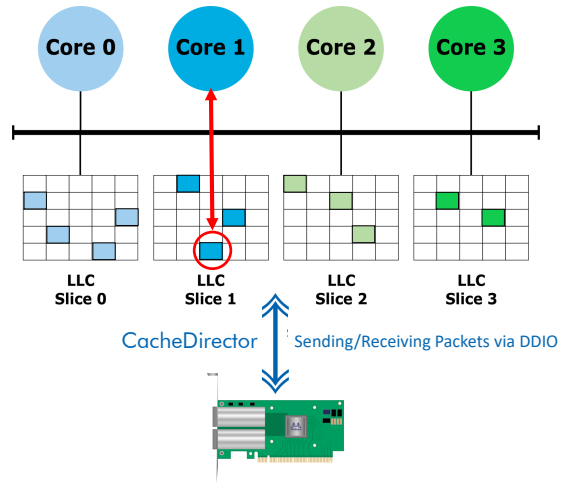 Core 0
Core 1
Core 2
Core 3
LLC
Slice 0
LLC
Slice 1
LLC
Slice 2
LLC
Slice 3
CacheDirector
Sending/Receiving Packets via DDIO